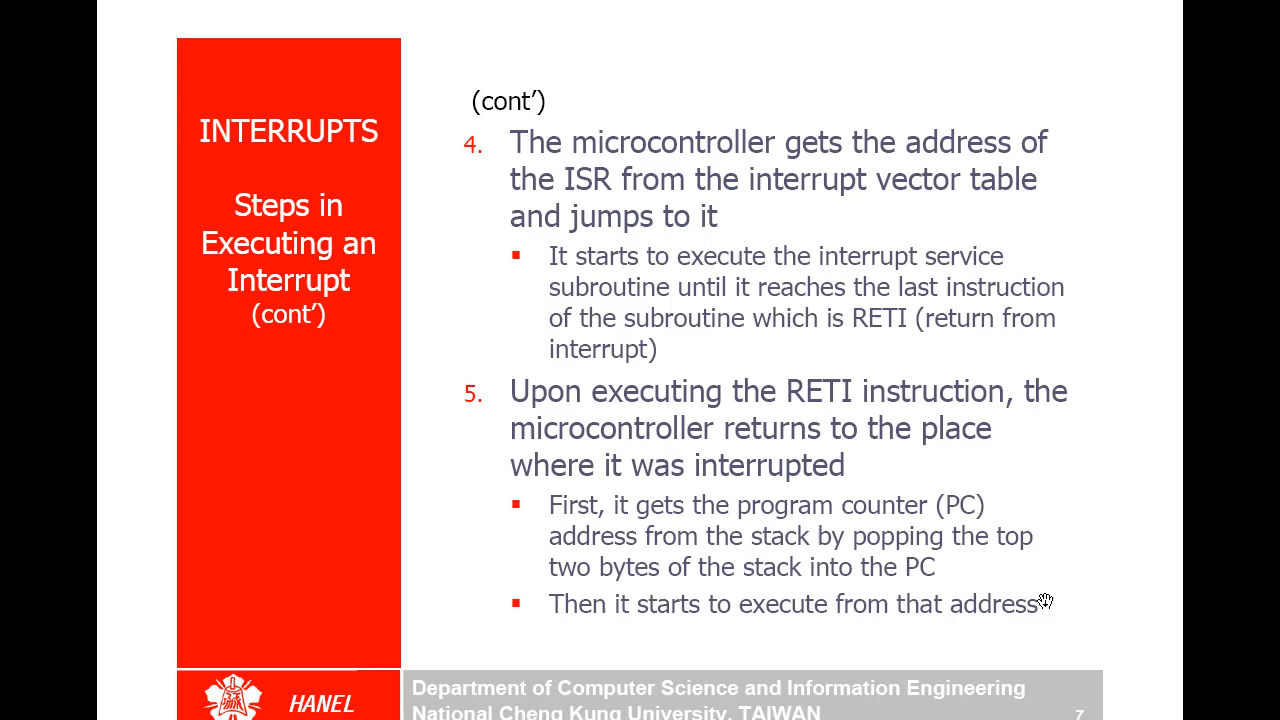 INTERRUPTS
Steps in
Executing an
Interrupt
(cont’)
(cont’)
4. The microcontroller gets the address of
the ISR from the interrupt vector table
and jumps to it
▪ It starts to execute the interrupt service
subroutine until it reaches the last instruction
of the subroutine which is RETI (return from
interrupt)
5. Upon executing the RETI instruction, the
microcontroller returns to the place
where it was interrupted
▪ First, it gets the program counter (PC)
address from the stack by popping the top
two bytes of the stack into the PC
▪ Then it starts to execute from that address
HANEL
Department of Computer Science and Information Engineering
National Cheng Kung University, TAIWAN
7